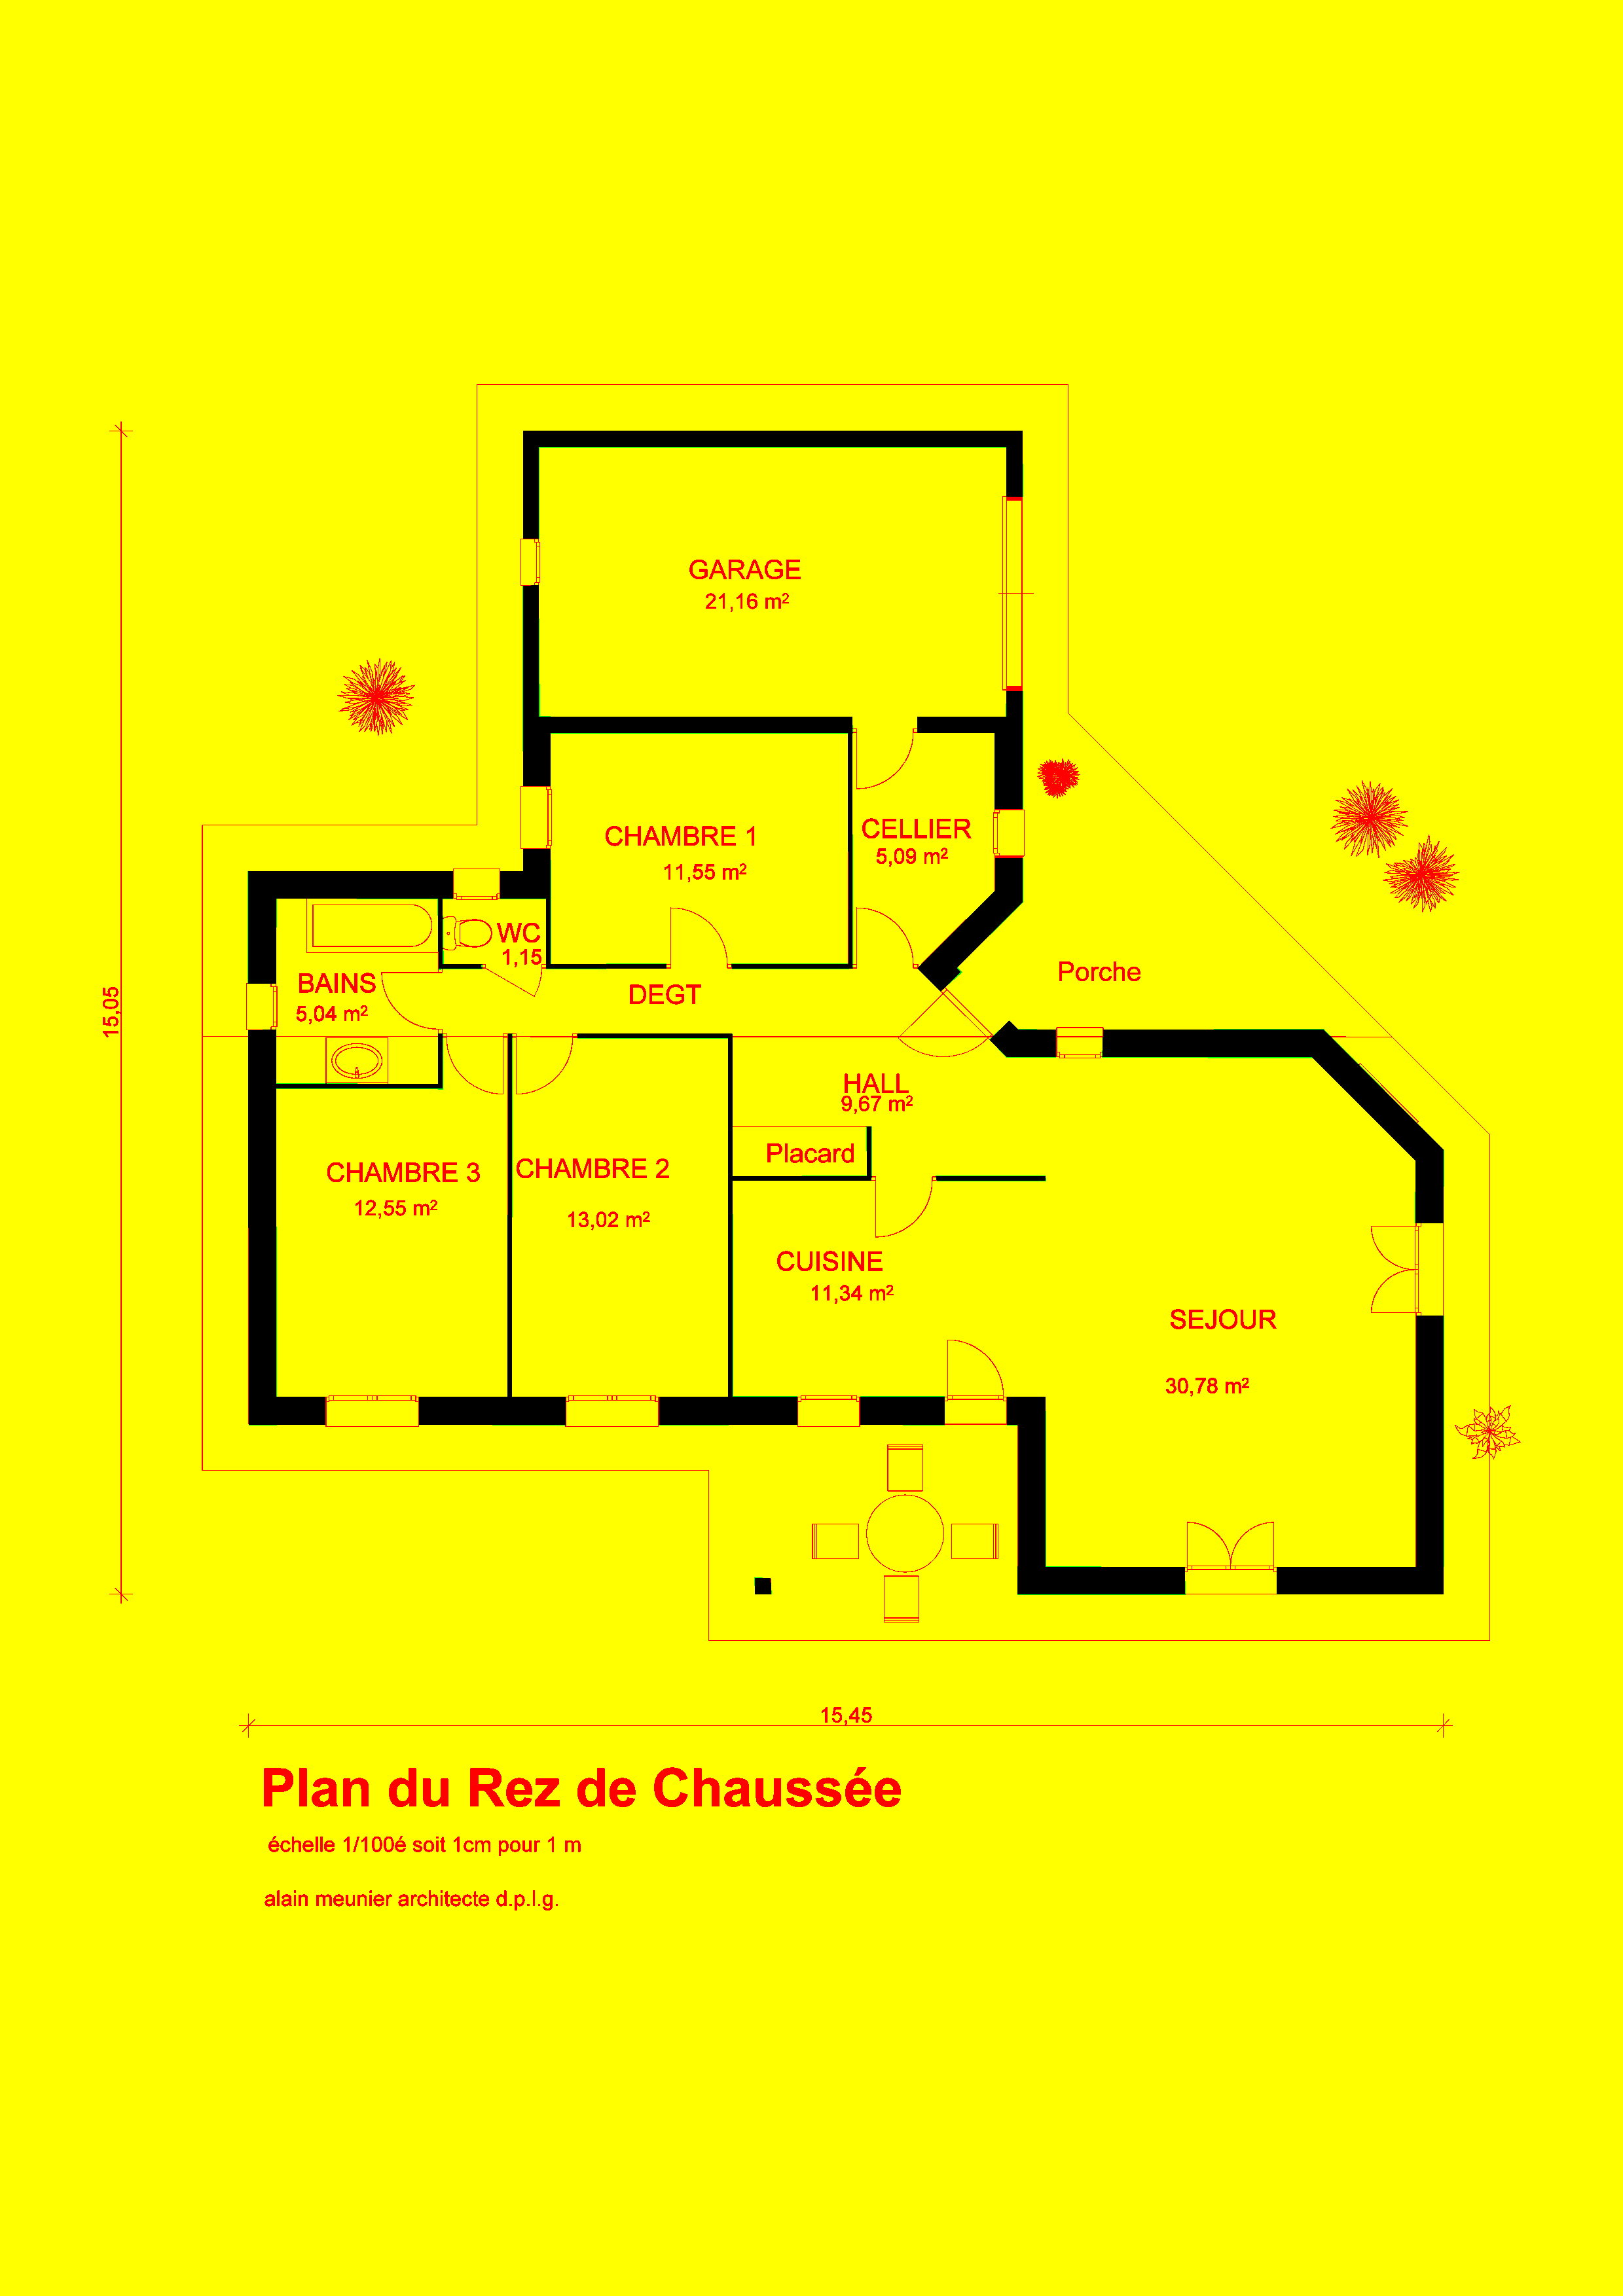 GARAGE
21,16 m²
CHAMBRE 1
11,55 m²
CELLIER
5,09 m²
WC
1,15
BAINS
5,04 m²
DEGT
Porche
15,05
HALL
9,67 m²
Placard
CHAMBRE 3
12,55 m²
CHAMBRE 2
13,02 m²
CUISINE
11,34 m²
SEJOUR
30,78 m²
15,45
Plan du Rez de Chaussée
échelle 1/100é soit 1cm pour 1 m
alain meunier architecte d.p.l.g.